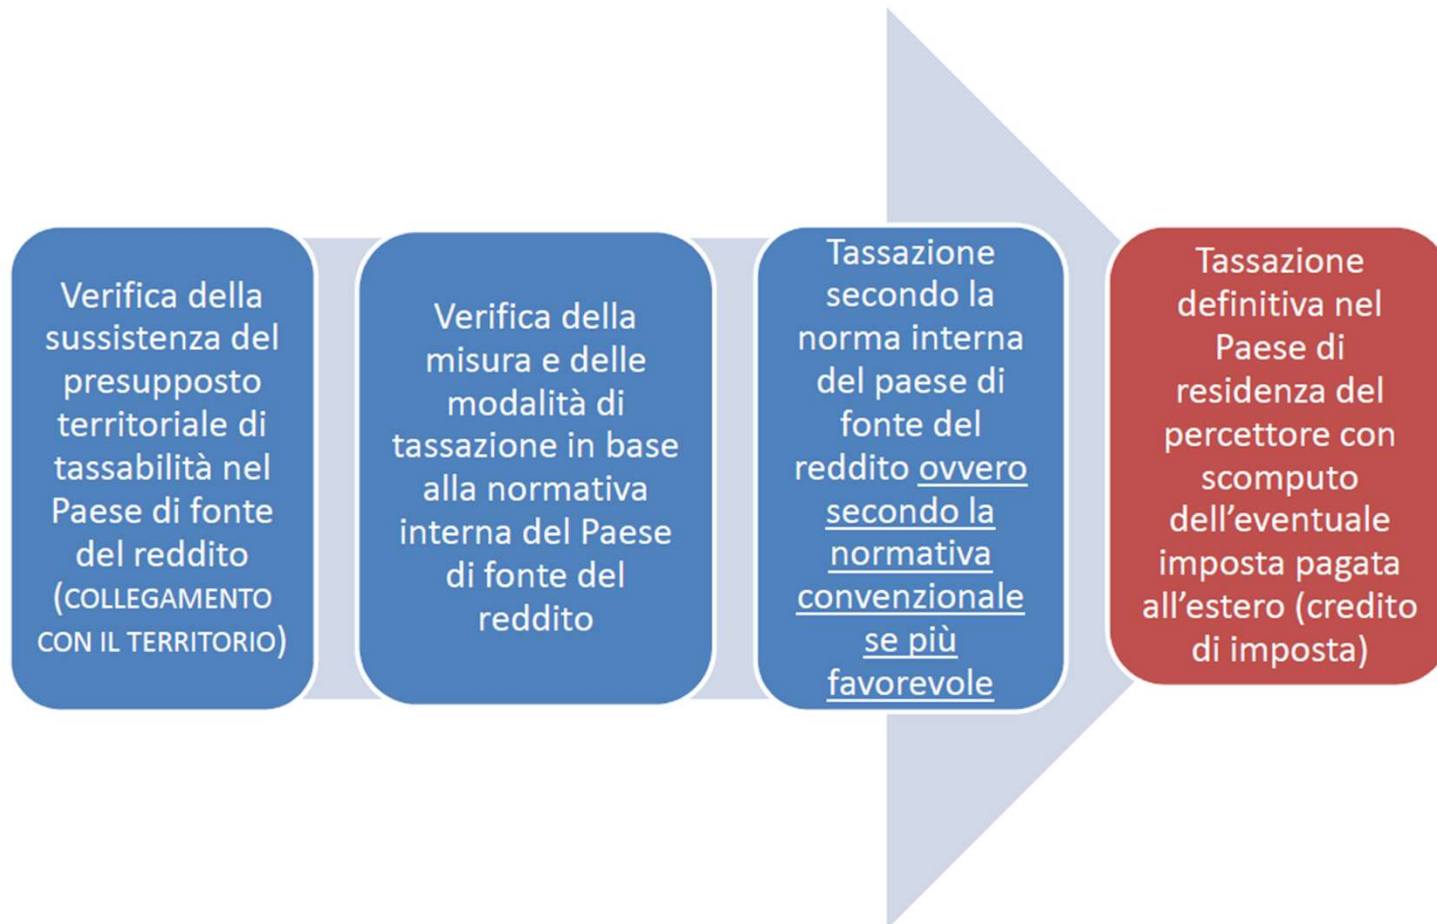 Verifica della
sussistenza del
presupposto
territoriale di
tassabilità nel
Paese di fonte
del reddito
(COLLEGAMENTO
CON IL TERRITORIO)
Verifica della
misura e delle
modalità di
tassazione in base
alla normativa
interna del Paese
di fonte del
reddito
Tassazione
secondo la
norma interna
del paese di
fonte del
reddito ovvero
secondo la
normativa
convenzionale
se più
favorevole
Tassazione
definitiva nel
Paese di
residenza del
percettore con
scomputo
dell’eventuale
imposta pagata
all’estero (credito
di imposta)